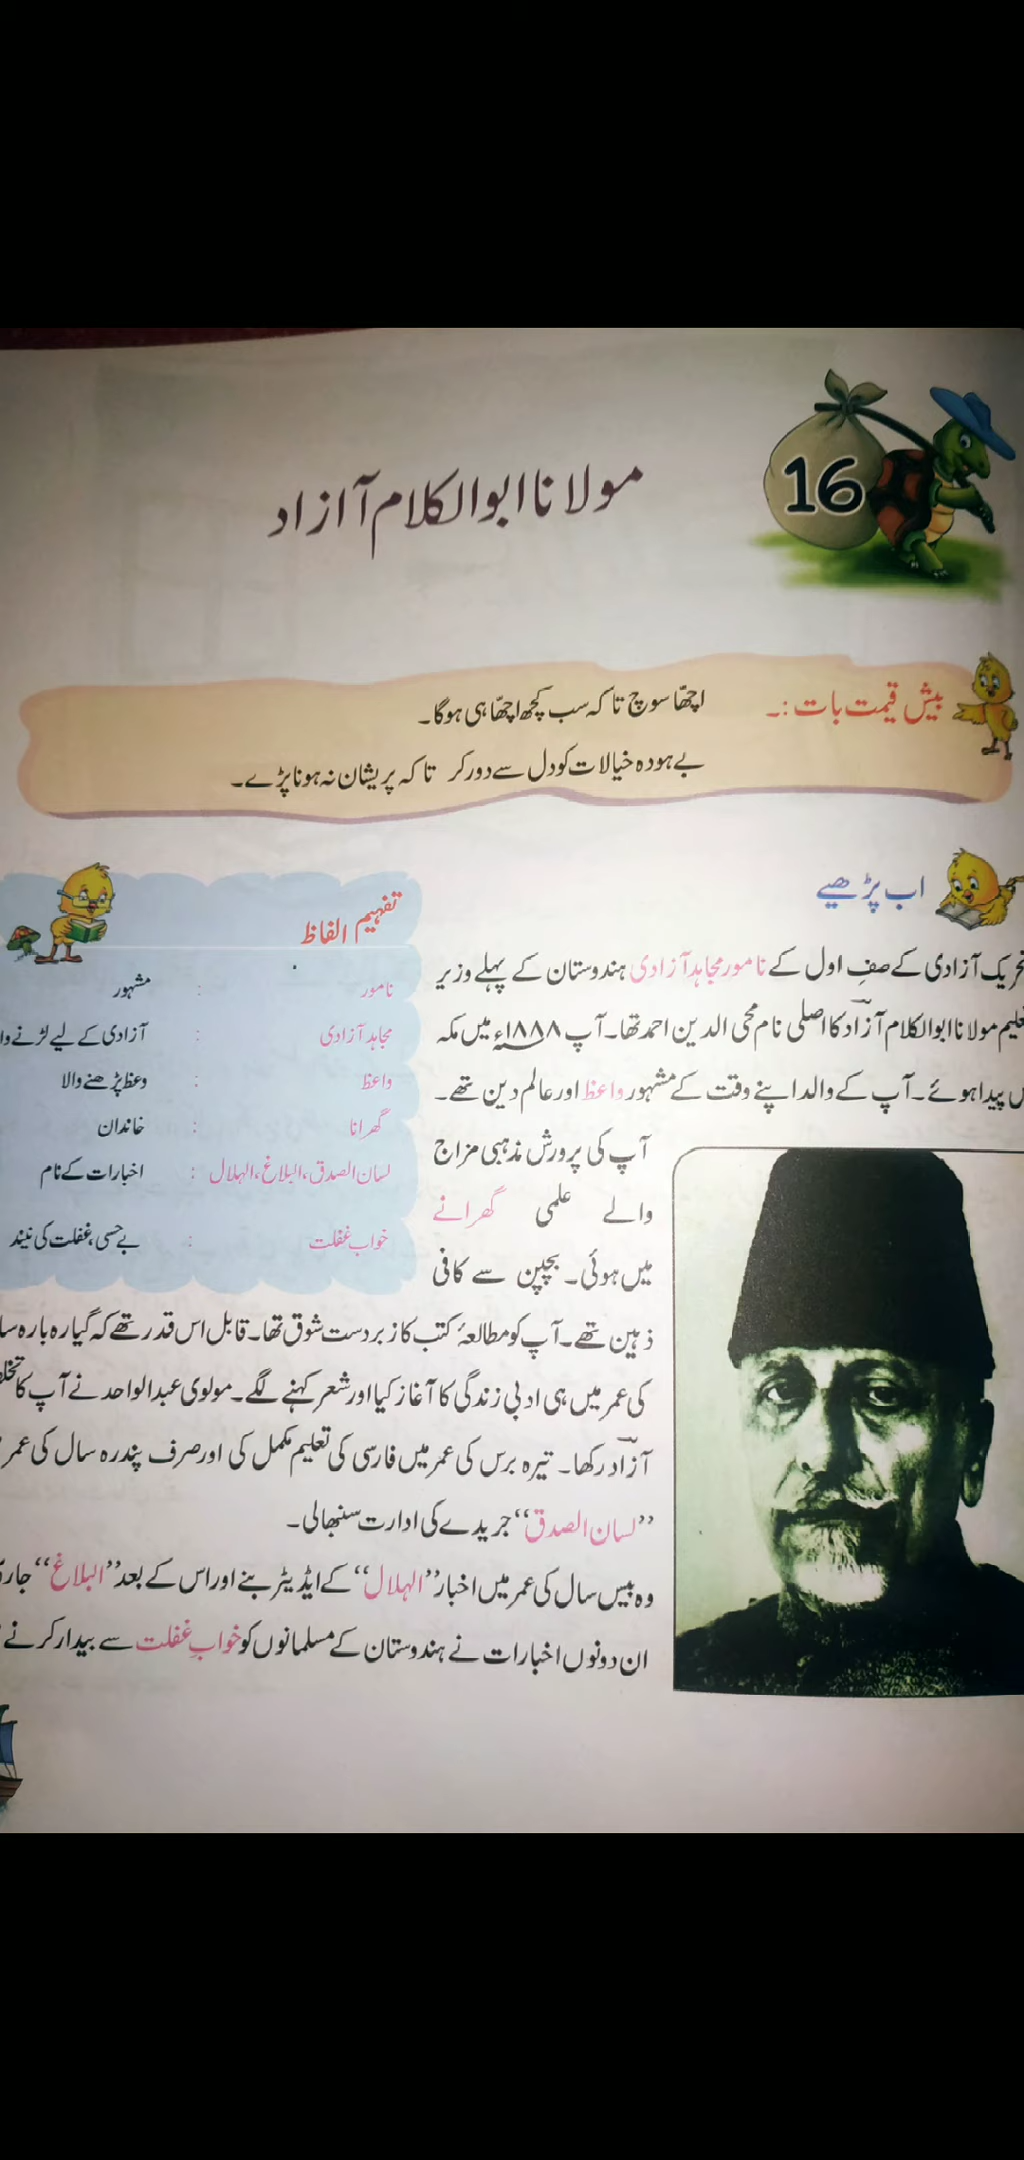 16
مولانا ابوالکلام آزاد
بیش قیمت بات :۔ اچھّا سوچ تاکہ سب کچھ اچھّا ہی ہوگا۔
بے ہودہ خیالات کو دل سے دور کر تاکہ پریشان نہ ہونا پڑے۔
اب پڑھیے
تحریک آزادی کے صفِ اول کے نامور مجاہد آزادی ہندوستان کے پہلے وزیر
تعلیم مولانا ابوالکلام آزاد کا اصلی نام محی الدین احمد تھا۔ آپ ۱۸۸۸ء میں مکہ
میں پیدا ہوئے۔ آپ کے والد اپنے وقت کے مشہور واعظ اور عالم دین تھے۔
آپ کی پرورش مذہبی مزاج
والے علمی گھرانے
میں ہوئی۔ بچپن سے کافی
ذہین تھے۔ آپ کو مطالعۂ کتب کا زبردست شوق تھا۔ قابل اس قدر تھے کہ گیارہ بارہ سا
کی عمر میں ہی ادبی زندگی کا آغاز کیا اور شعر کہنے لگے۔ مولوی عبدالواحد نے آپ کا تخل
آزاد رکھا۔ تیرہ برس کی عمر میں فارسی کی تعلیم مکمل کی اور صرف پندرہ سال کی عمر
”لسان الصدق“ جریدے کی ادارت سنبھالی۔
وہ بیس سال کی عمر میں اخبار ”الہلال“ کے ایڈیٹر بنے اور اس کے بعد ”البلاغ“ جار
ان دونوں اخبارات نے ہندوستان کے مسلمانوں کو خوابِ غفلت سے بیدار کرنے
تفہیم الفاظ
نامور : مشہور
مجاہد آزادی : آزادی کے لیے لڑنے وا
واعظ : وعظ پڑھنے والا
گھرانا : خاندان
لسان الصدق، البلاغ، الہلال : اخبارات کے نام
خواب غفلت : بے حسی، غفلت کی نیند